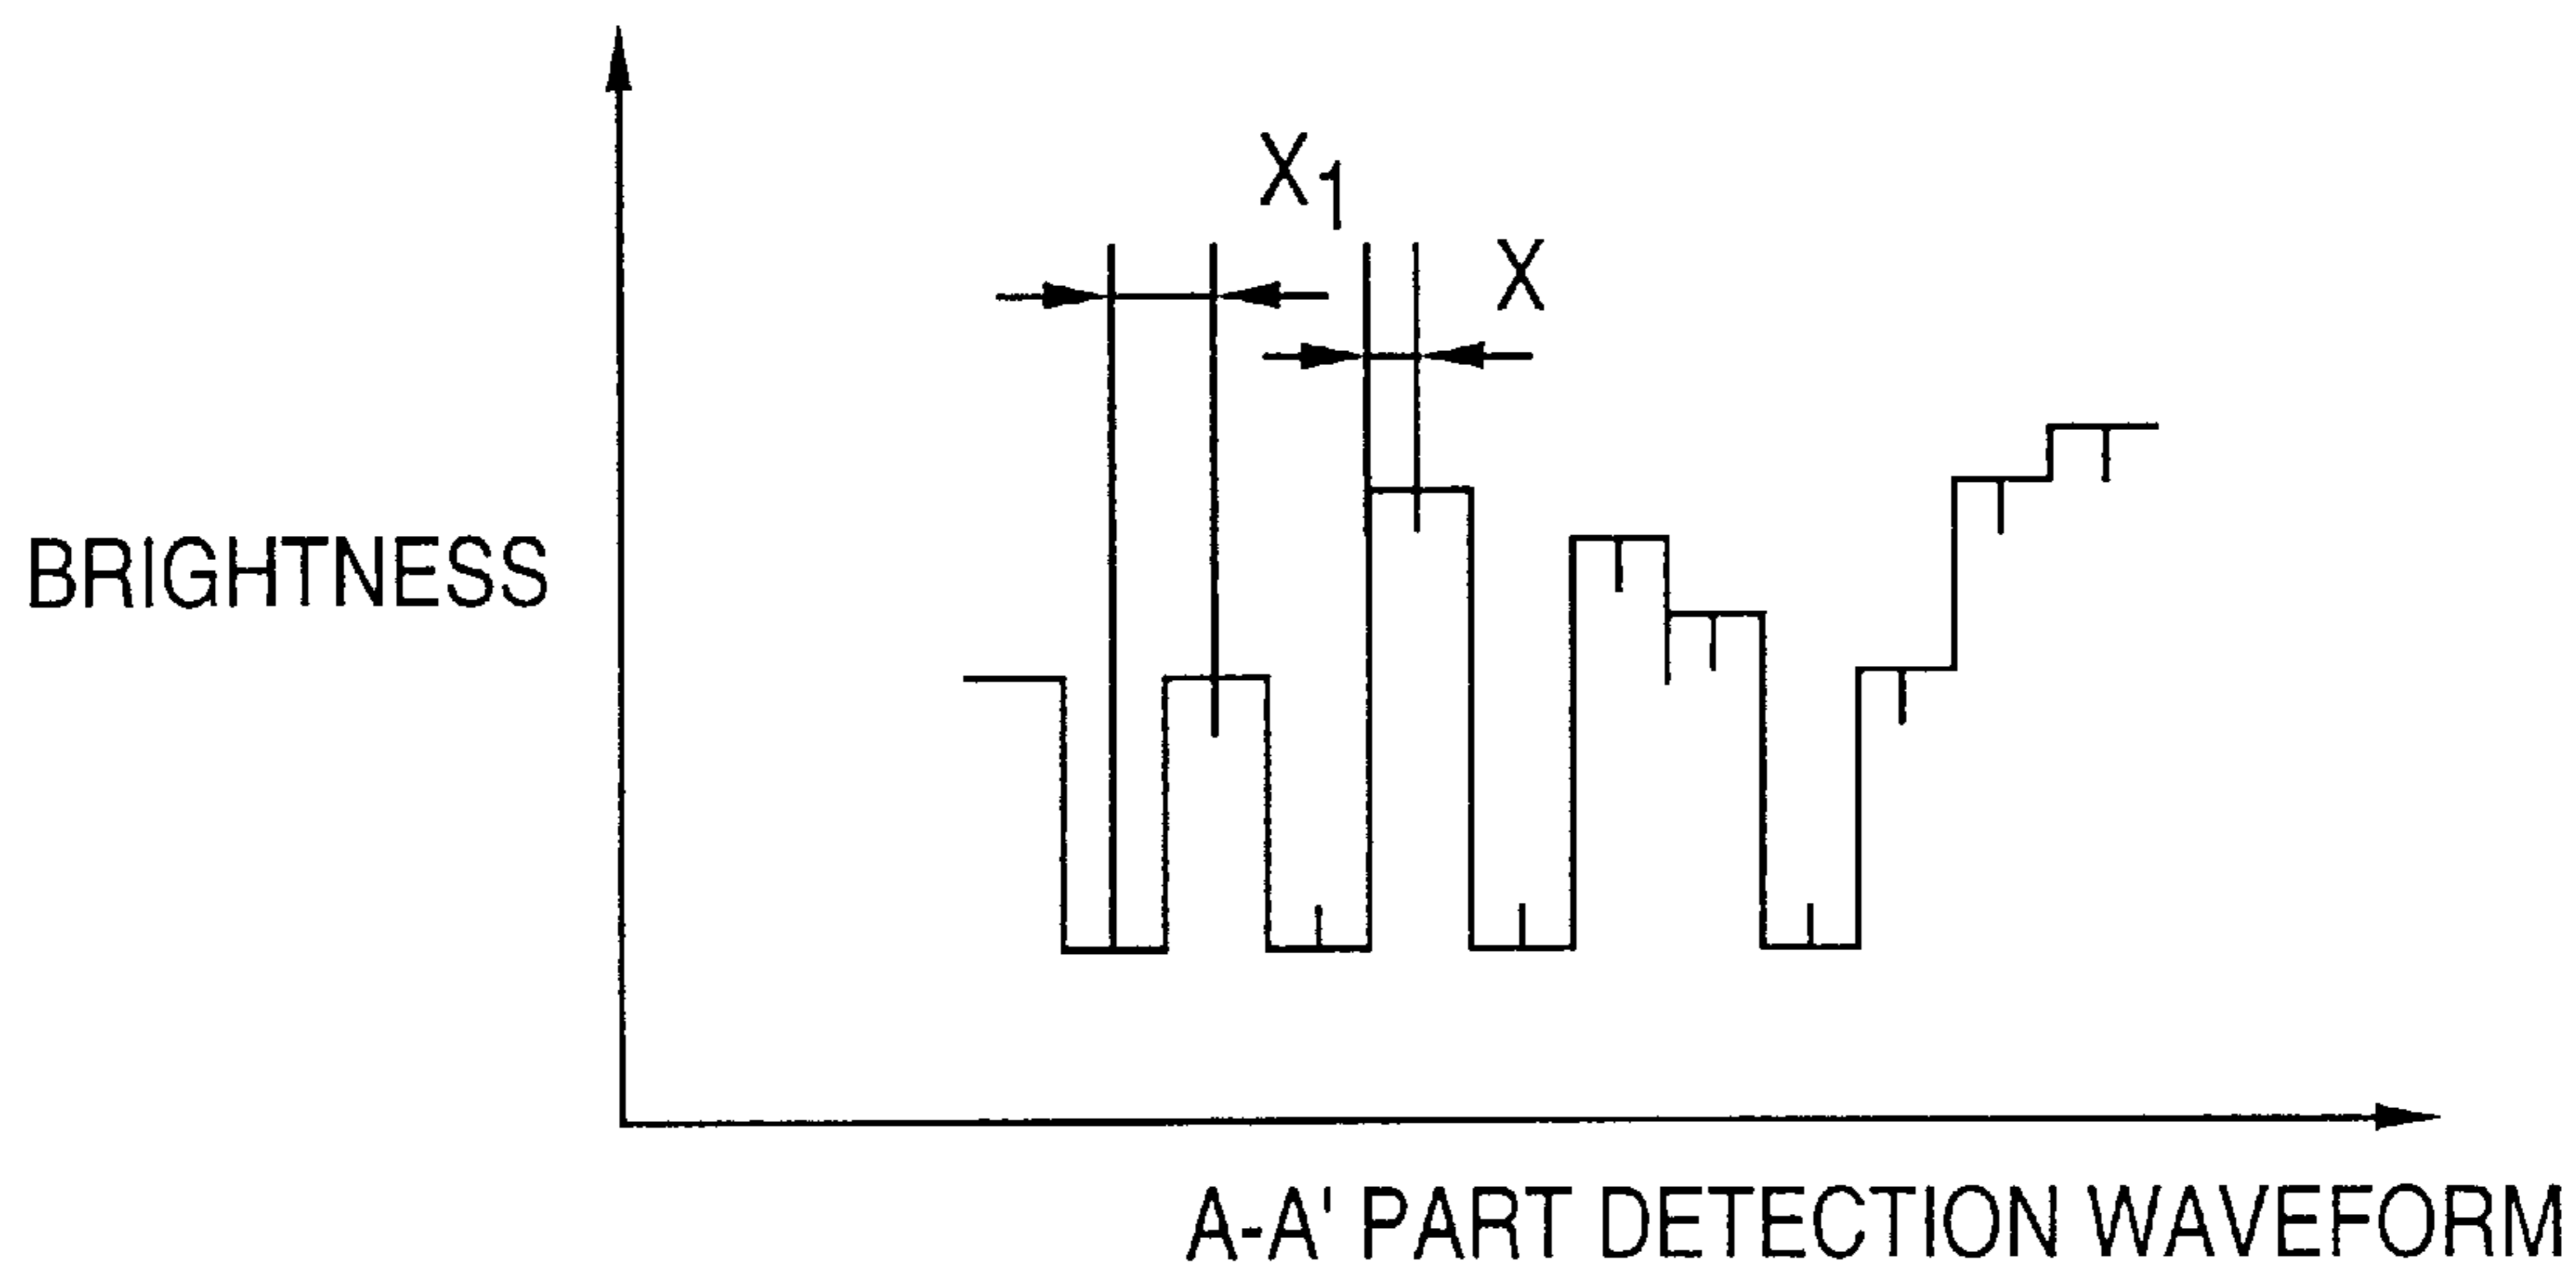 X1
X
BRIGHTNESS
A-A' PART DETECTION WAVEFORM